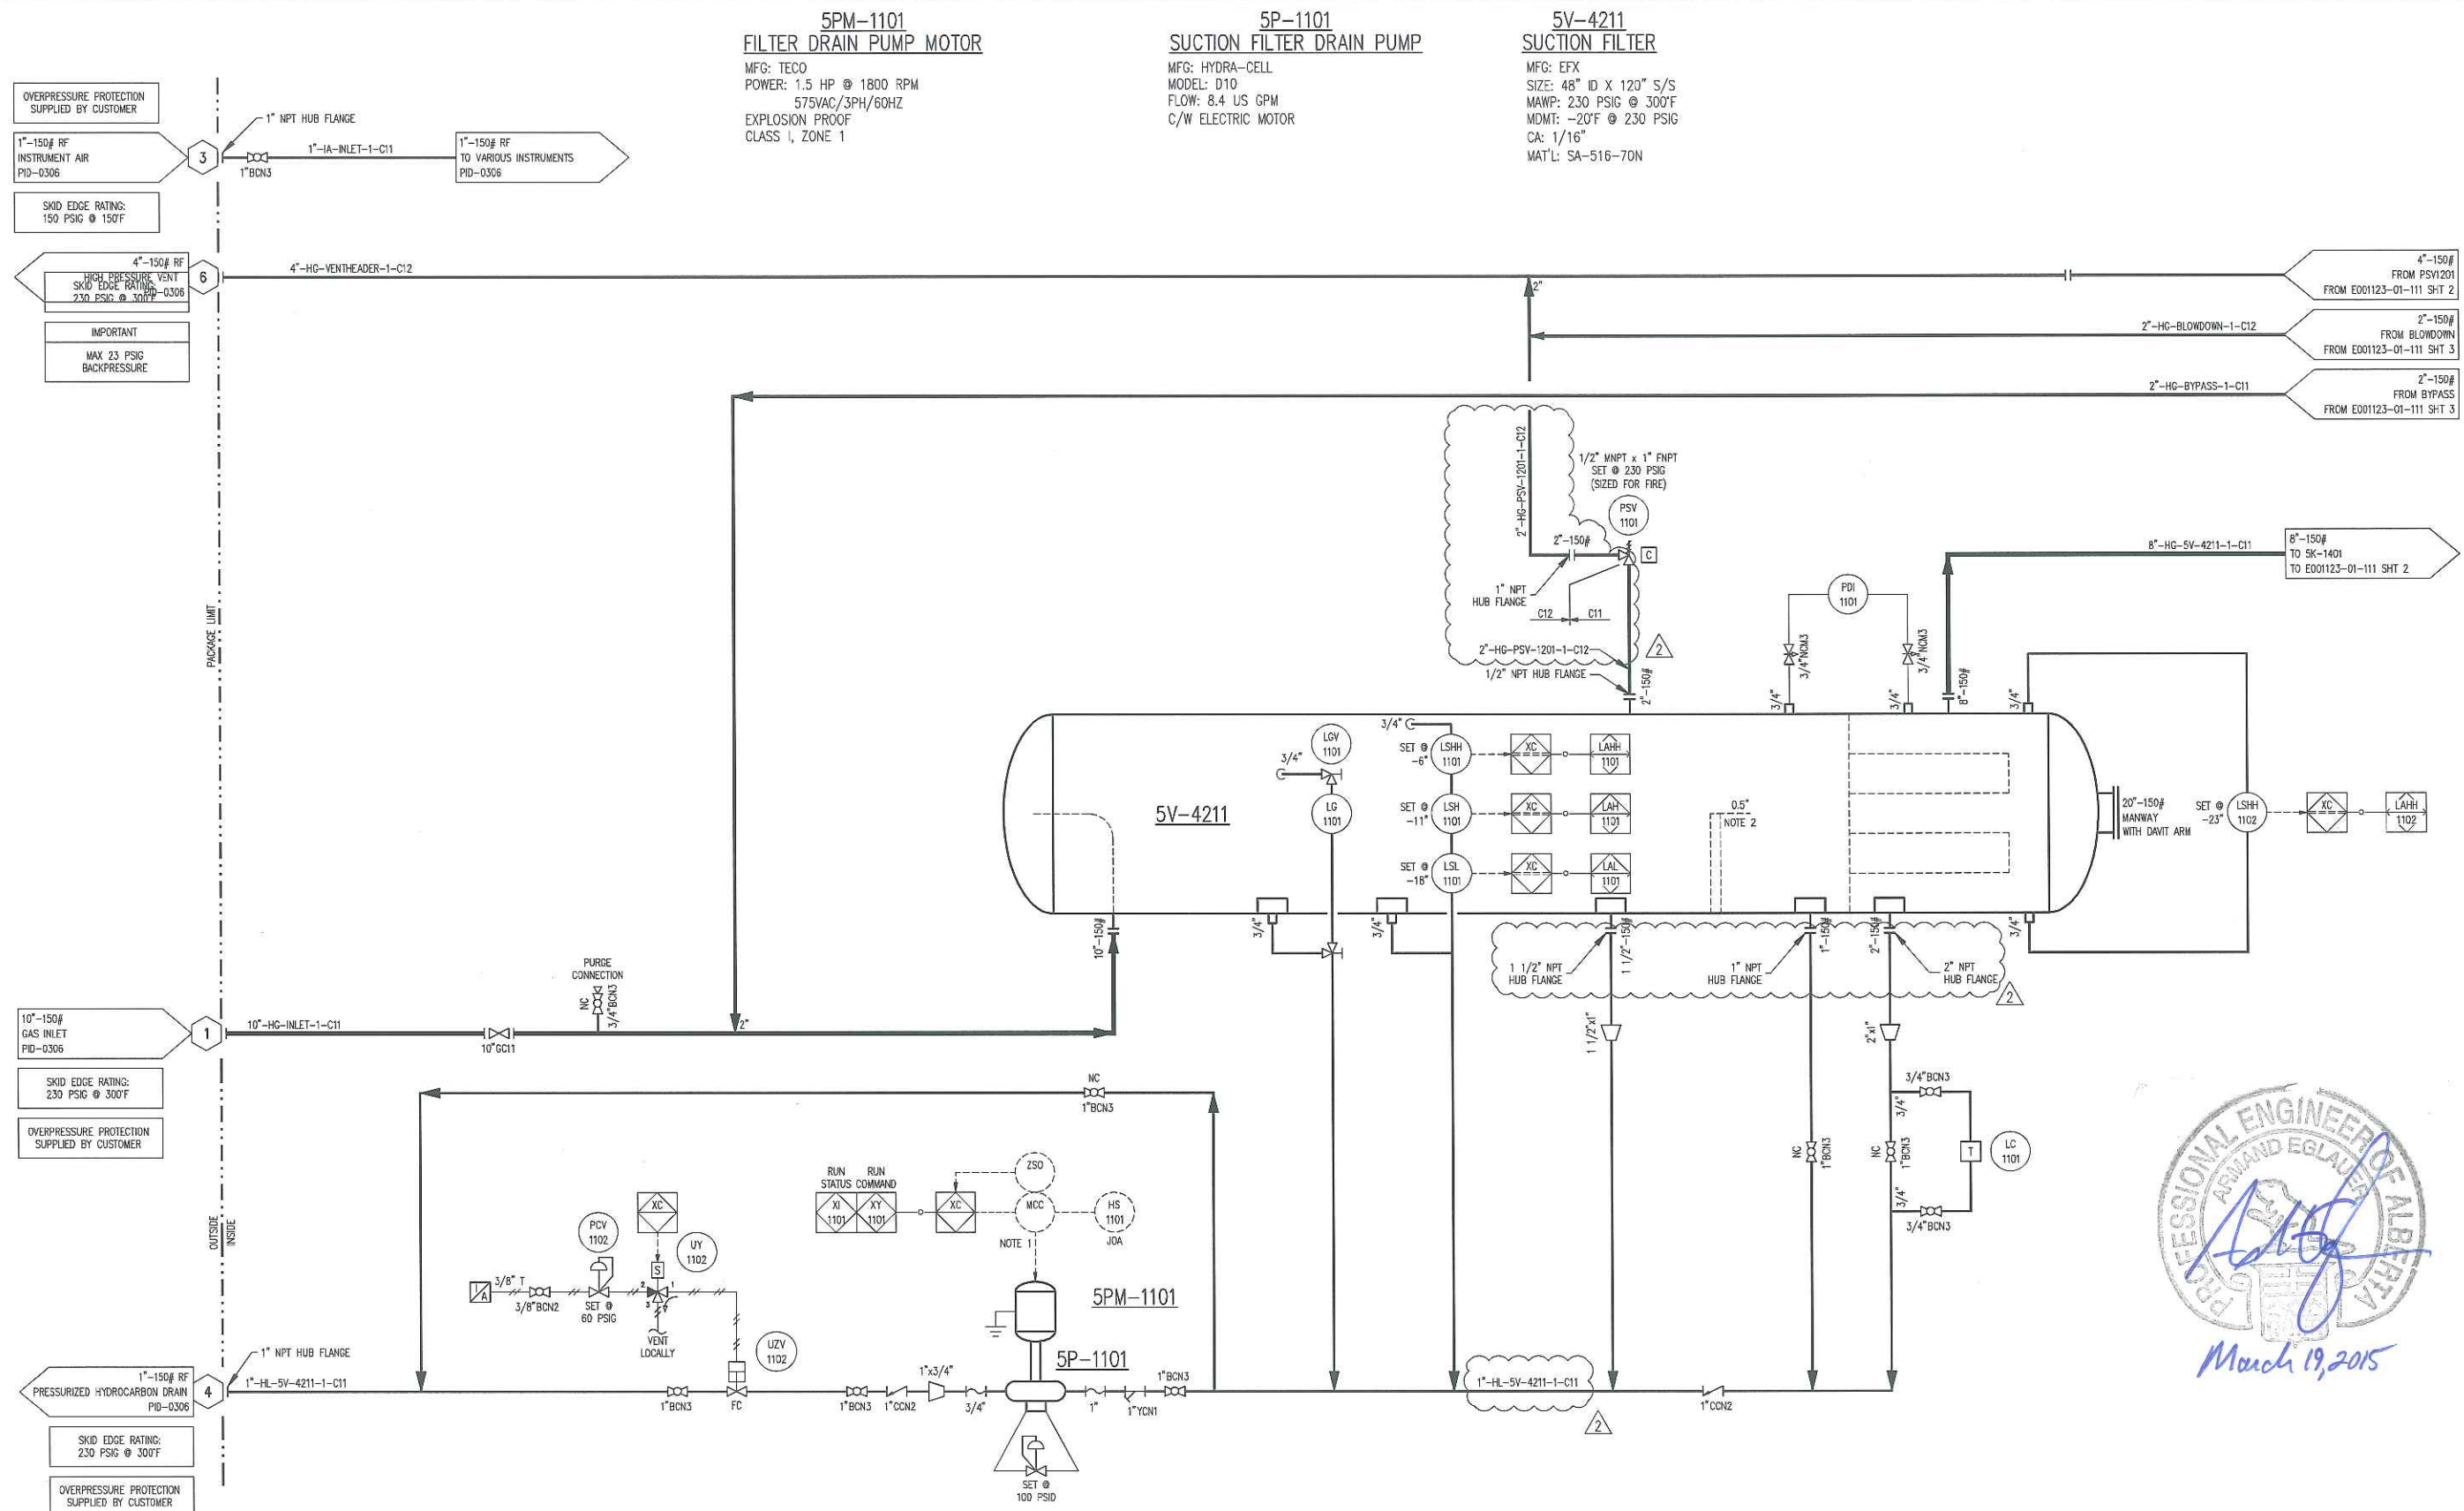 5PM-1101
FILTER DRAIN PUMP MOTOR
MFG: TECO
POWER: 1.5 HP @ 1800 RPM
575VAC/3PH/60HZ
EXPLOSION PROOF
CLASS I, ZONE 1
5P-1101
SUCTION FILTER DRAIN PUMP
MFG: HYDRA-CELL
MODEL: D10
FLOW: 8.4 US GPM
C/W ELECTRIC MOTOR
5V-4211
SUCTION FILTER
MFG: EFX
SIZE: 48" ID X 120" S/S
MAWP: 230 PSIG @ 300°F
MDMT: -20°F @ 230 PSIG
CA: 1/16"
MAT'L: SA-516-70N
OVERPRESSURE PROTECTION
SUPPLIED BY CUSTOMER
1" NPT HUB FLANGE
1"-150# RF
INSTRUMENT AIR
PID-0306
3
1"BCN3
1"-IA-INLET-1-C11
1"-150# RF
TO VARIOUS INSTRUMENTS
PID-0306
SKID EDGE RATING:
150 PSIG @ 150°F
4"-150# RF
HIGH PRESSURE VENT
PID-0306
SKID EDGE RATING:
230 PSIG @ 300°F
6
4"-HG-VENTHEADER-1-C12
IMPORTANT
MAX 23 PSIG
BACKPRESSURE
4"-150#
FROM PSV1201
FROM E001123-01-111 SHT 2
2"
2"-HG-BLOWDOWN-1-C12
2"-150#
FROM BLOWDOWN
FROM E001123-01-111 SHT 3
2"-HG-BYPASS-1-C11
2"-150#
FROM BYPASS
FROM E001123-01-111 SHT 3
2"-HG-PSV-1201-1-C12
1/2" MNPT x 1" FNPT
SET @ 230 PSIG
(SIZED FOR FIRE)
PSV
1101
2"-150#
C
1" NPT
HUB FLANGE
C12
C11
2"-HG-PSV-1201-1-C12
1/2" NPT HUB FLANGE
2
2"-150#
8"-HG-5V-4211-1-C11
8"-150#
TO 5K-1401
TO E001123-01-111 SHT 2
PDI
1101
3/4"NCM3
3/4"NCM3
3/4"
3/4"
8"-150#
3/4"
PACKAGE LIMIT
5V-4211
LGV
1101
3/4"
LG
1101
3/4"
SET @
-6"
LSHH
1101
XC
LAHH
1101
SET @
-11"
LSH
1101
XC
LAH
1101
SET @
-18"
LSL
1101
XC
LAL
1101
0.5"
NOTE 2
20"-150#
MANWAY
WITH DAVIT ARM
SET @
-23"
LSHH
1102
XC
LAHH
1102
10"-150#
3/4"
3/4"
1 1/2"-150#
1"-150#
2"-150#
3/4"
1 1/2" NPT
HUB FLANGE
1" NPT
HUB FLANGE
2" NPT
HUB FLANGE
2
PURGE
CONNECTION
NC
3/4"BCN3
10"-150#
GAS INLET
PID-0306
1
10"-HG-INLET-1-C11
10"GC11
2"
SKID EDGE RATING:
230 PSIG @ 300°F
OVERPRESSURE PROTECTION
SUPPLIED BY CUSTOMER
NC
1"BCN3
1 1/2"x1"
2"x1"
3/4"BCN3
3/4"
NC
1"BCN3
NC
1"BCN3
T
LC
1101
3/4"
3/4"BCN3
RUN RUN
STATUS COMMAND
XI
1101
XY
1101
XC
ZSO
MCC
HS
1101
JOA
NOTE 1
OUTSIDE
INSIDE
PCV
1102
XC
UY
1102
S
2
1
3
I
A
3/8" T
3/8"BCN2
SET @
60 PSIG
VENT
LOCALLY
UZV
1102
5PM-1101
5P-1101
1" NPT HUB FLANGE
1"-150# RF
PRESSURIZED HYDROCARBON DRAIN
PID-0306
4
1"-HL-5V-4211-1-C11
1"BCN3
FC
1"BCN3
1"CCN2
1"x3/4"
3/4"
1"
1"YCN1
1"BCN3
1"-HL-5V-4211-1-C11
2
1"CCN2
SET @
100 PSID
SKID EDGE RATING:
230 PSIG @ 300°F
OVERPRESSURE PROTECTION
SUPPLIED BY CUSTOMER
PROFESSIONAL ENGINEER OF ALBERTA
ARMAND EGLAUER
March 19, 2015